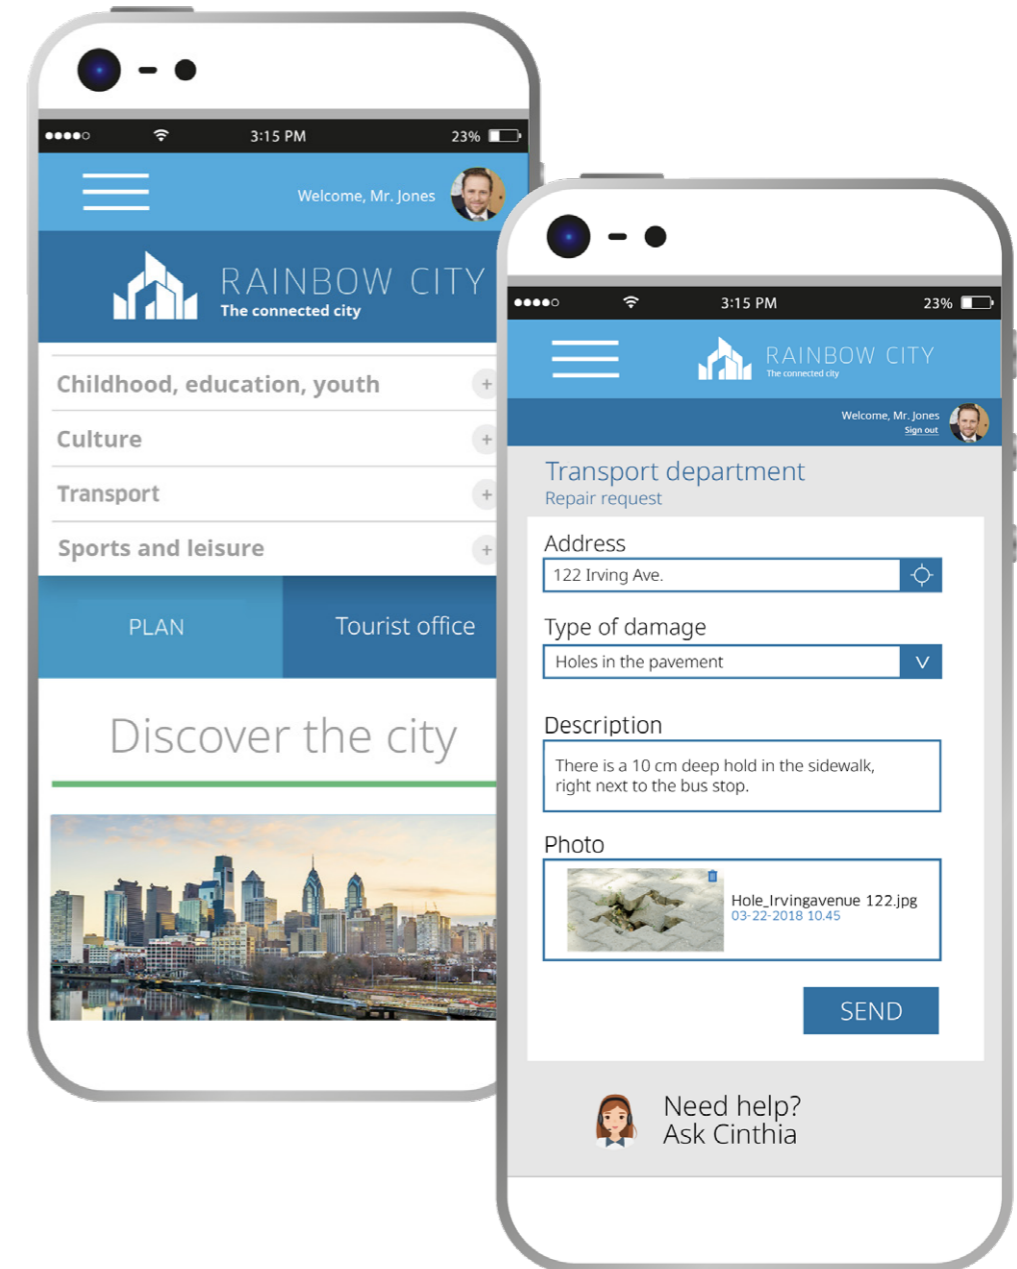 3:15 PM
23%
Welcome, Mr. Jones
RAINBOW CITY
The connected city
Childhood, education, youth
+
Culture
+
Transport
+
Sports and leisure
+
PLAN
Tourist office
Discover the city
3:15 PM
23%
RAINBOW CITY
The connected city
Welcome, Mr. Jones
Sign out
Transport department
Repair request
Address
122 Irving Ave.
Type of damage
Holes in the pavement
V
Description
There is a 10 cm deep hold in the sidewalk,
right next to the bus stop.
Photo
Hole_Irvingavenue 122.jpg
03-22-2018 10.45
SEND
Need help?
Ask Cinthia